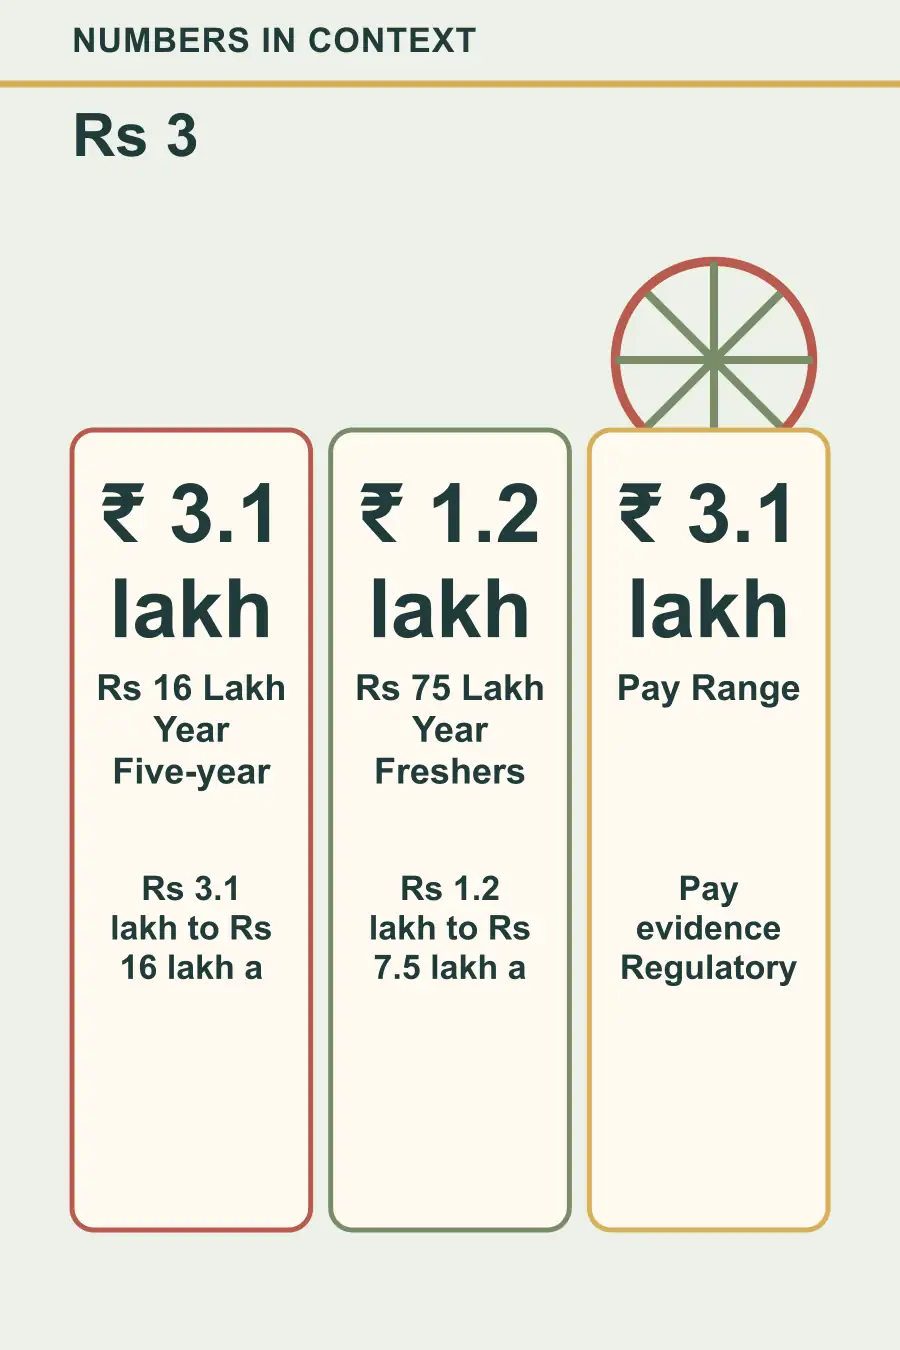 NUMBERS IN CONTEXT
Rs 3
₹ 3.1
lakh
Rs 16 Lakh
Year
Five-year
Rs 3.1
lakh to Rs
16 lakh a
₹ 1.2
lakh
Rs 75 Lakh
Year
Freshers
Rs 1.2
lakh to Rs
7.5 lakh a
₹ 3.1
lakh
Pay Range
Pay
evidence
Regulatory